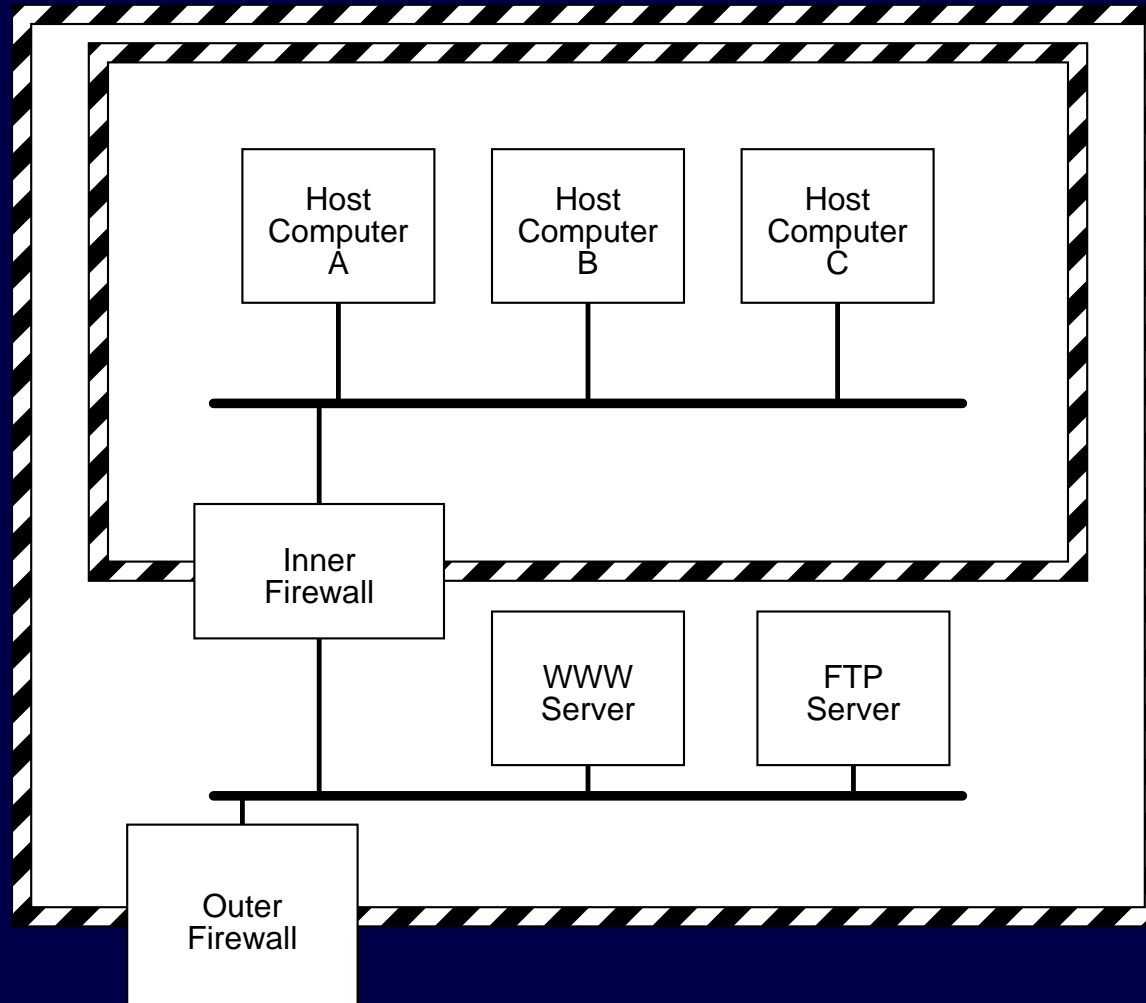 Host
Computer
A
Host
Computer
B
Host
Computer
C
Inner
Firewall
WWW
Server
FTP
Server
Outer
Firewall